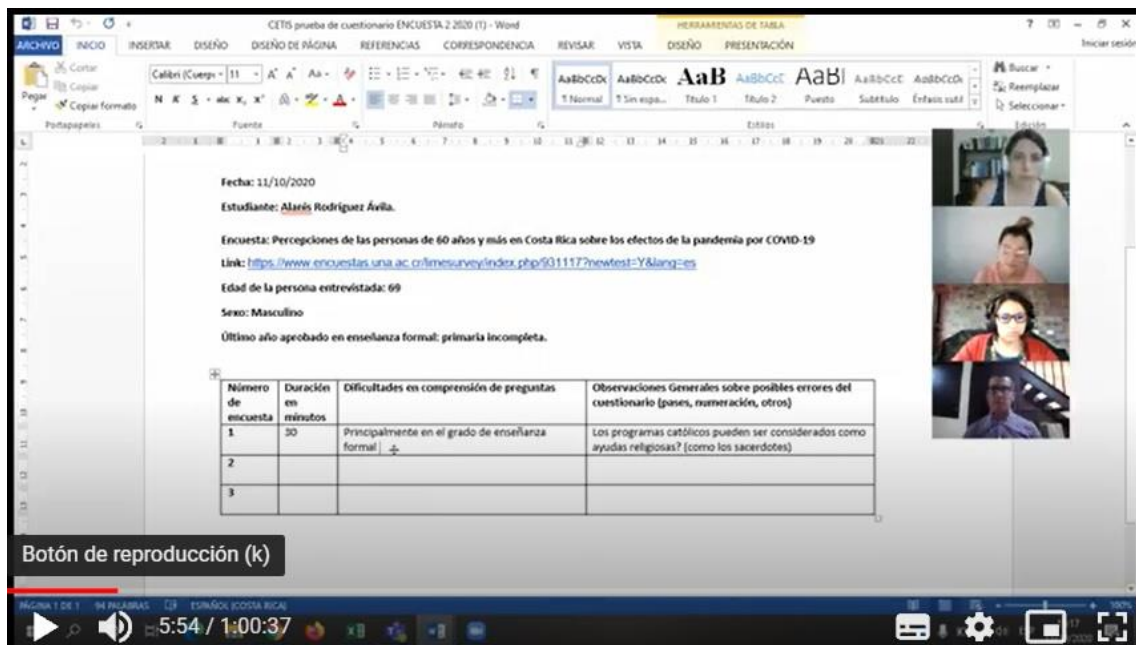 CETIS prueba de cuestionario ENCUESTA 2 2020 (1) - Word
HERRAMIENTAS DE TABLA
ARCHIVO INICIO INSERTAR DISEÑO DISEÑO DE PÁGINA REFERENCIAS CORRESPONDENCIA REVISAR VISTA DISEÑO PRESENTACIÓN Iniciar sesión
Cortar
Copiar
Pegar
Copiar formato
Calibri (Cuerpo 11
AaBbCcDc AaBbCcDc AaB AaBbCcC AaBl AaBbCcC AaBbCcDc
1 Normal 1 Sin espa... Título 1 Título 2 Puesto Subtítulo Énfasis sutil
Buscar
Reemplazar
Seleccionar
Portapapeles Fuente Párrafo Estilos Edición
Fecha: 11/10/2020
Estudiante: Alanis Rodríguez Ávila.
Encuesta: Percepciones de las personas de 60 años y más en Costa Rica sobre los efectos de la pandemia por COVID-19
Link: https://www.encuestas.una.ac.cr/limesurvey/index.php/931117?newtest=Y&lang=es
Edad de la persona entrevistada: 69
Sexo: Masculino
Último año aprobado en enseñanza formal: primaria incompleta.
Número de encuesta
Duración en minutos
Dificultades en comprensión de preguntas
Observaciones Generales sobre posibles errores del
cuestionario (pases, numeración, otros)
1
30
Principalmente en el grado de enseñanza
formal
Los programas católicos pueden ser considerados como
ayudas religiosas? (como los sacerdotes)
2
3
Botón de reproducción (k)
PÁGINA 1 DE 1 94 PALABRAS ESPAÑOL (COSTA RICA) 100%
5:54 / 1:00:37